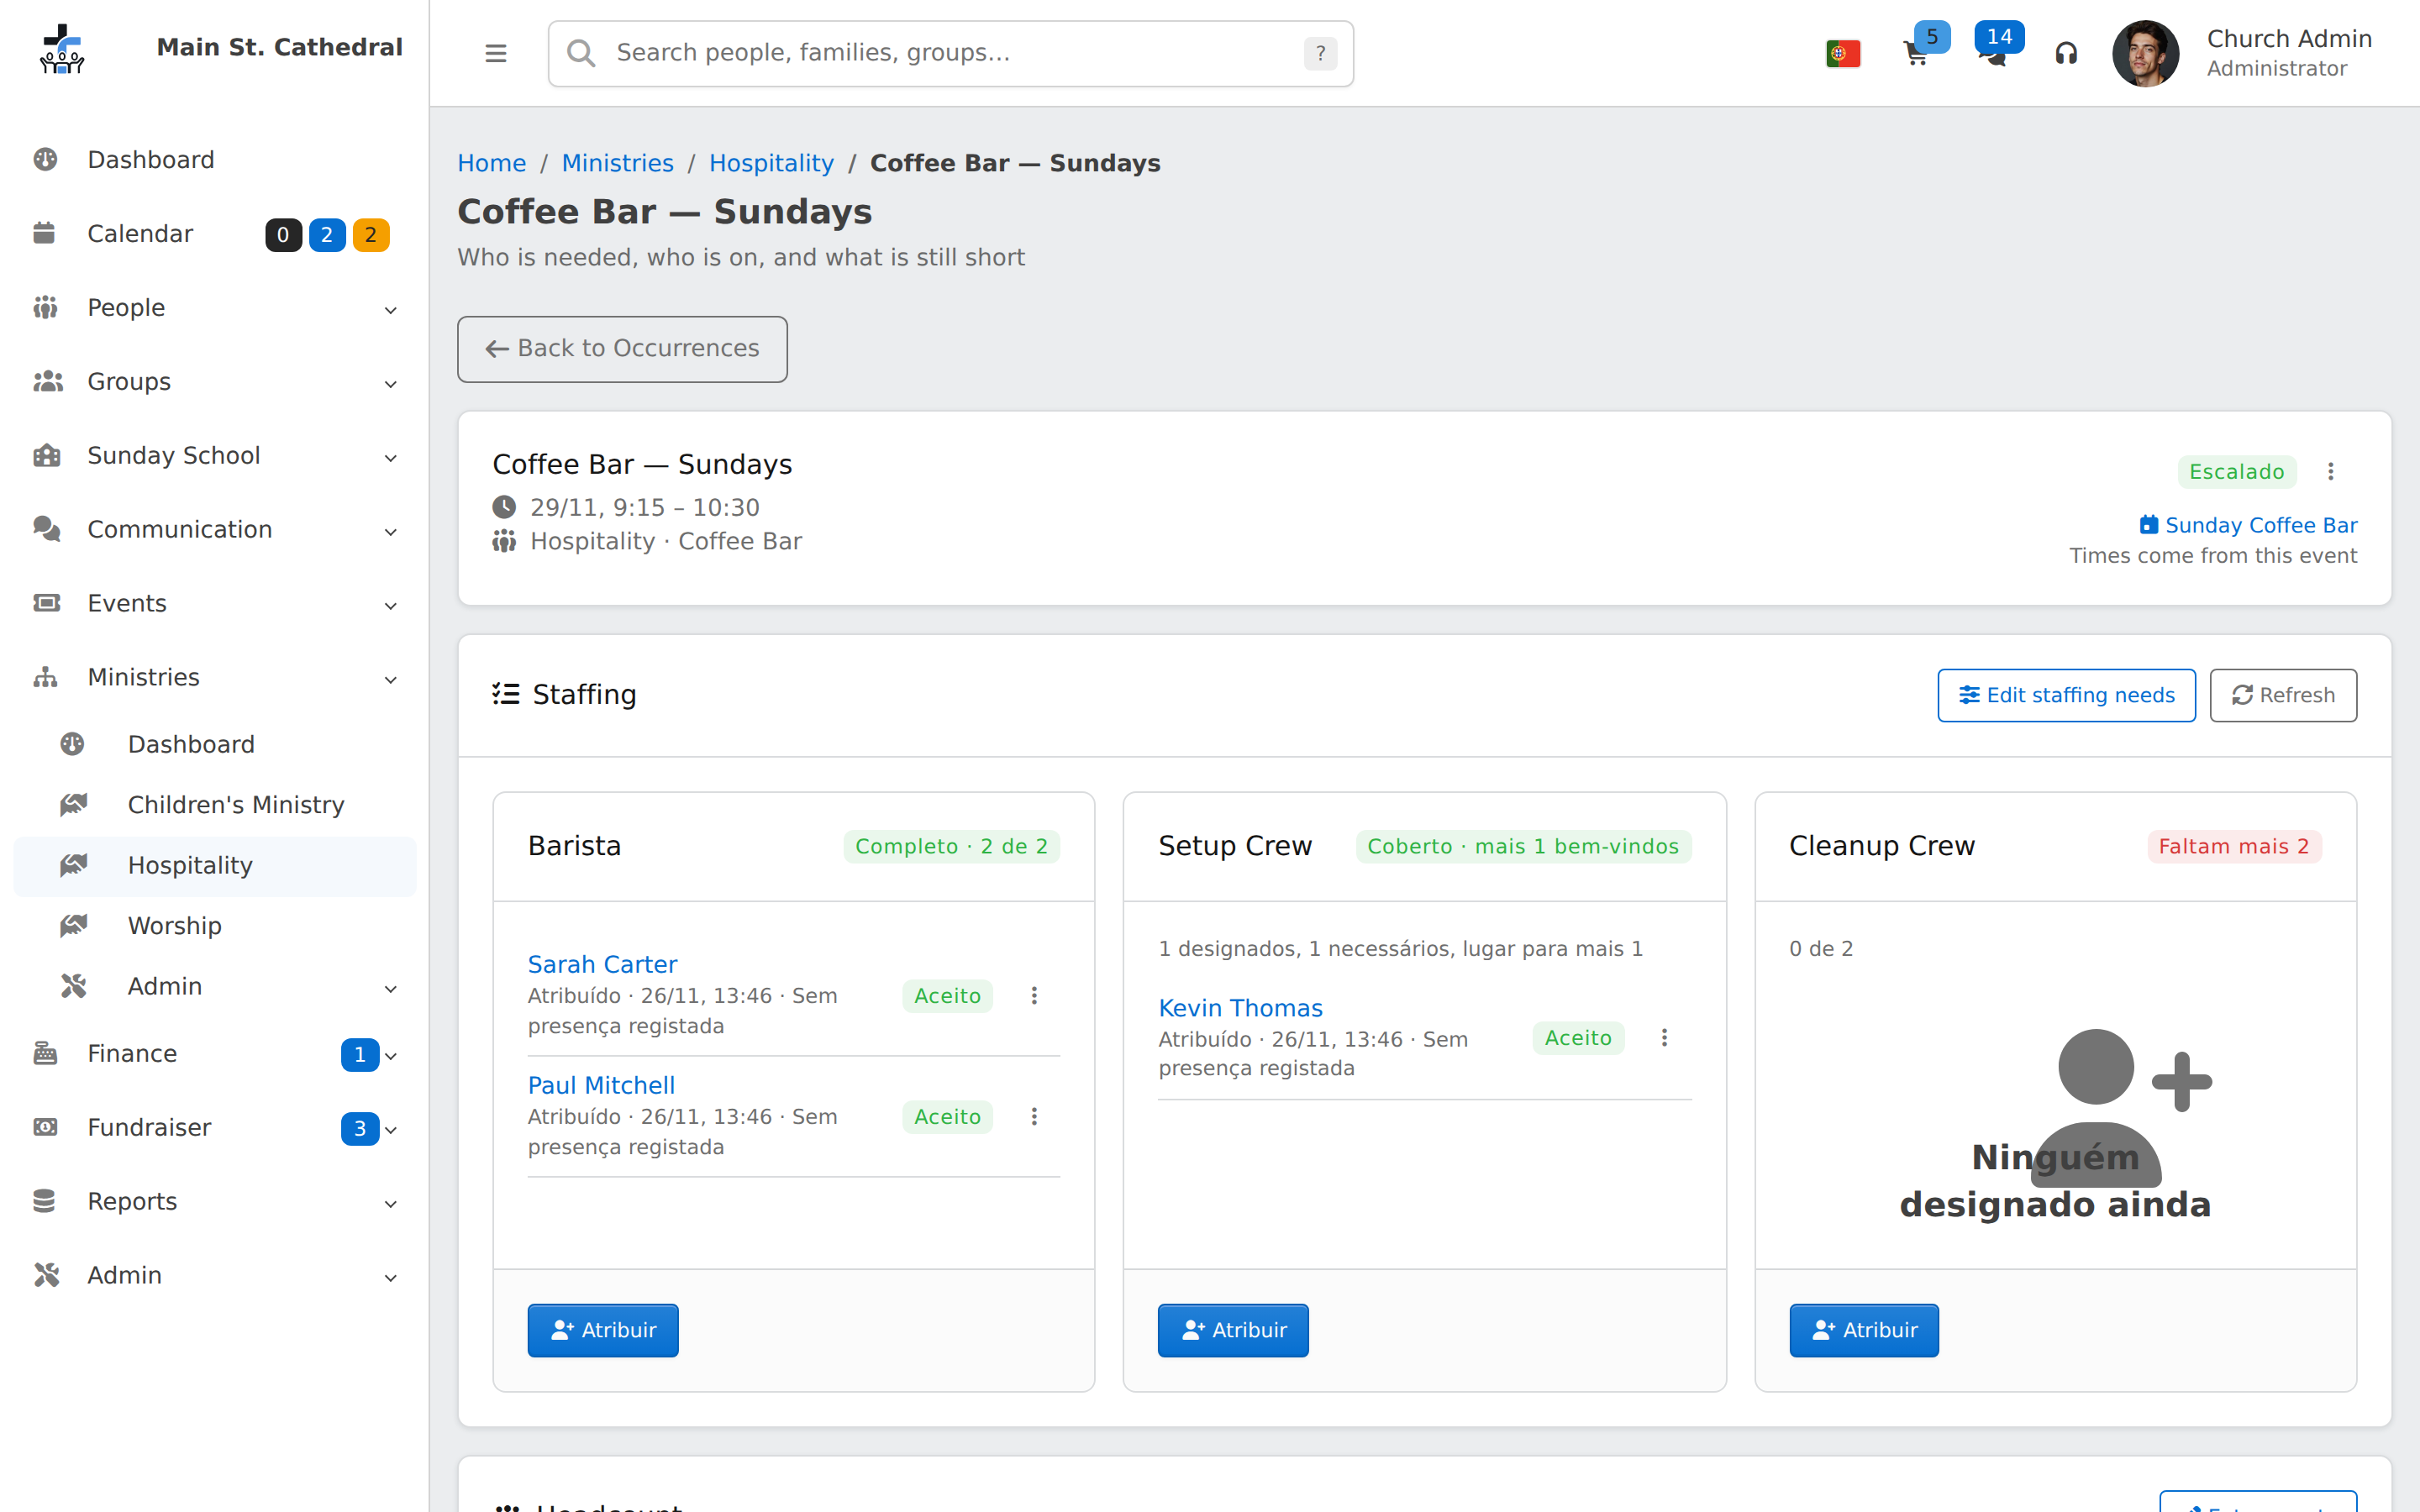 Main St. Cathedral
Search people, families, groups...
?
5
14
Church Admin
Administrator
Dashboard
Calendar
0
2
2
People
Groups
Sunday School
Communication
Events
Ministries
Dashboard
Children's Ministry
Hospitality
Worship
Admin
Finance
1
Fundraiser
3
Reports
Admin
Home / Ministries / Hospitality / Coffee Bar — Sundays
Coffee Bar — Sundays
Who is needed, who is on, and what is still short
Back to Occurrences
Coffee Bar — Sundays
29/11, 9:15 – 10:30
Hospitality · Coffee Bar
Escalado
Sunday Coffee Bar
Times come from this event
Staffing
Edit staffing needs
Refresh
Barista
Completo · 2 de 2
Sarah Carter
Atribuído · 26/11, 13:46 · Sem
presença registada
Aceito
Paul Mitchell
Atribuído · 26/11, 13:46 · Sem
presença registada
Aceito
Atribuir
Setup Crew
Coberto · mais 1 bem-vindos
1 designados, 1 necessários, lugar para mais 1
Kevin Thomas
Atribuído · 26/11, 13:46 · Sem
presença registada
Aceito
Atribuir
Cleanup Crew
Faltam mais 2
0 de 2
Ninguém
designado ainda
Atribuir
Headcount